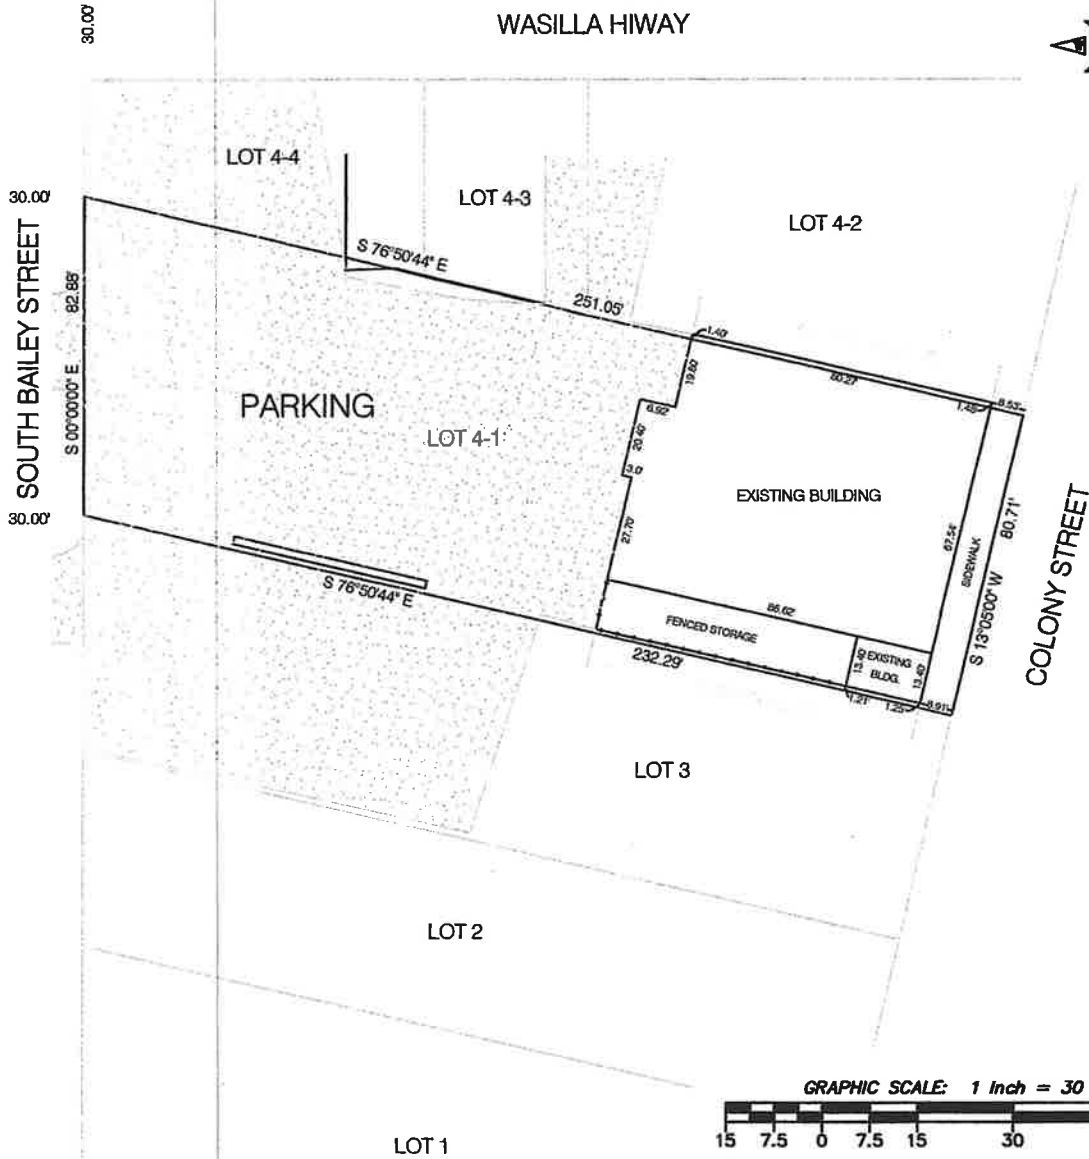 WASILLA HIWAY
30.00'
LOT 4-4
LOT 4-3
LOT 4-2
30.00'
S 76°50'44" E
251.05'
SOUTH BAILEY STREET
S 00°00'00" E 82.88'
PARKING
LOT 4-1
1.40'
19.60'
60.27'
1.48'
8.53'
6.92'
20.40'
3.0'
EXISTING BUILDING
30.00'
27.70'
67.54'
SIDEWALK
80.71'
S 13°05'00" W
COLONY STREET
S 76°50'44" E
86.62'
FENCED STORAGE
232.29'
13.40'
EXISTING
BLDG.
13.40'
1.21'
1.25'
8.91'
LOT 3
LOT 2
GRAPHIC SCALE: 1 Inch = 30
15 7.5 0 7.5 15 30
LOT 1